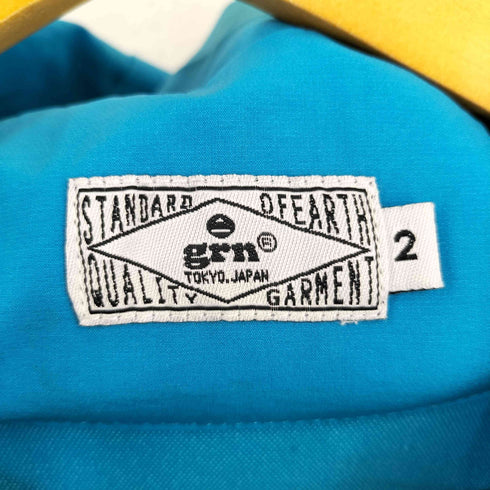 STANDARD OFEARTH
grn®
TOKYO.JAPAN
QUALITY GARMENT
2